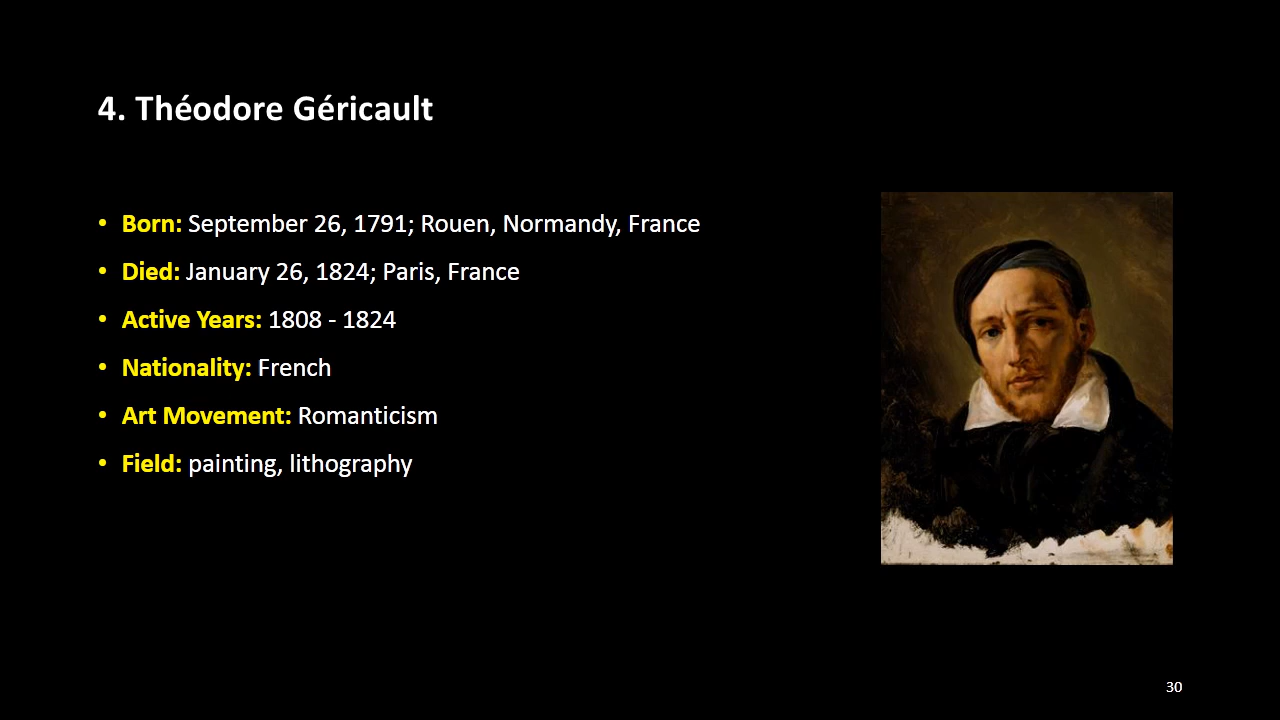 4. Théodore Géricault
• Born: September 26, 1791; Rouen, Normandy, France
• Died: January 26, 1824; Paris, France
• Active Years: 1808 - 1824
• Nationality: French
• Art Movement: Romanticism
• Field: painting, lithography
30